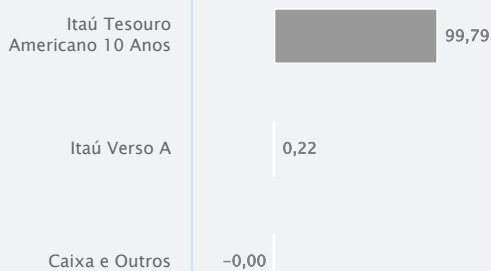 Itaú Tesouro
Americano 10 Anos
99,79
Itaú Verso A
0,22
Caixa e Outros
-0,00